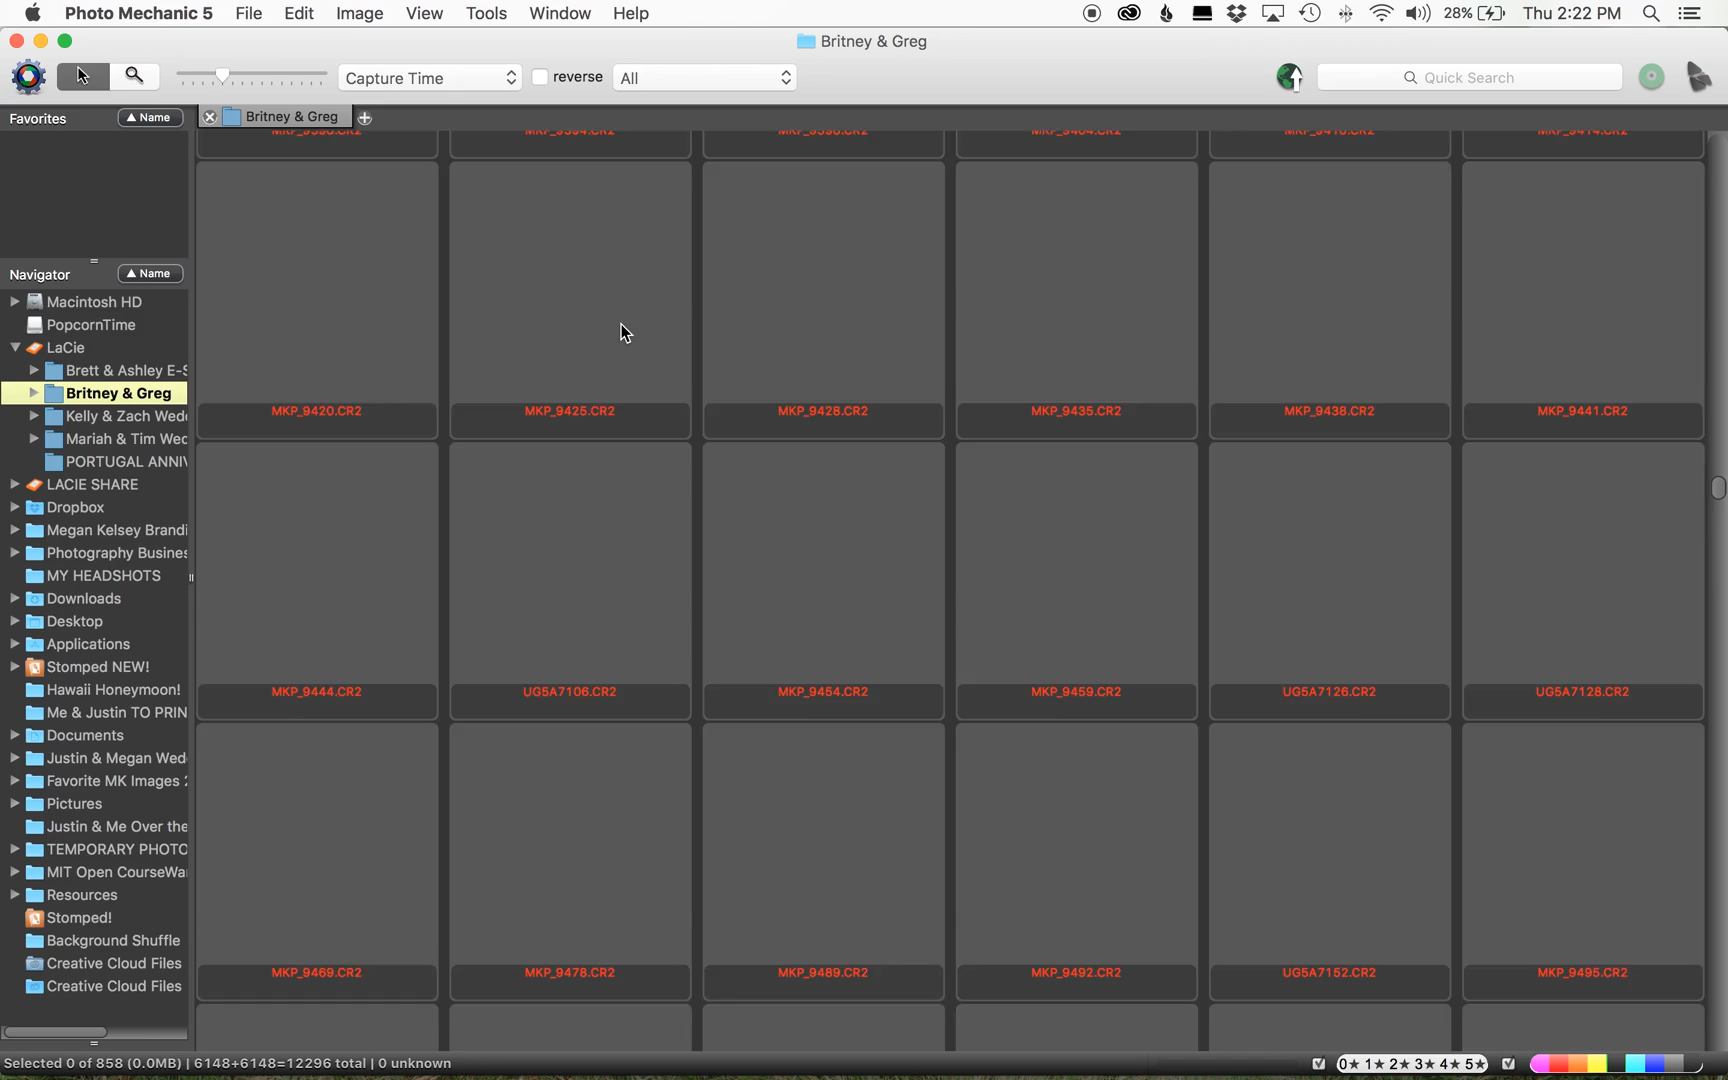 Photo Mechanic 5 File Edit Image View Tools Window Help 28% Thu 2:22 PM
Britney & Greg
Capture Time reverse All Quick Search
Favorites ▲ Name Britney & Greg
MKP_9420.CR2 MKP_9425.CR2 MKP_9428.CR2 MKP_9435.CR2 MKP_9438.CR2 MKP_9441.CR2
MKP_9444.CR2 UG5A7106.CR2 MKP_9454.CR2 MKP_9459.CR2 UG5A7126.CR2 UG5A7128.CR2
MKP_9469.CR2 MKP_9478.CR2 MKP_9489.CR2 MKP_9492.CR2 UG5A7152.CR2 MKP_9495.CR2
Navigator ▲ Name
Macintosh HD
PopcornTime
LaCie
Brett & Ashley E-S
Britney & Greg
Kelly & Zach Wed
Mariah & Tim Wed
PORTUGAL ANNIV
LACIE SHARE
Dropbox
Megan Kelsey Brandi
Photography Busines
MY HEADSHOTS
Downloads
Desktop
Applications
Stomped NEW!
Hawaii Honeymoon!
Me & Justin TO PRIN
Documents
Justin & Megan Wed
Favorite MK Images
Pictures
Justin & Me Over the
TEMPORARY PHOTO
MIT Open CourseWa
Resources
Stomped!
Background Shuffle
Creative Cloud Files
Creative Cloud Files
Selected 0 of 858 (0.0MB) | 6148+6148=12296 total | 0 unknown 0★ 1★ 2★ 3★ 4★ 5★